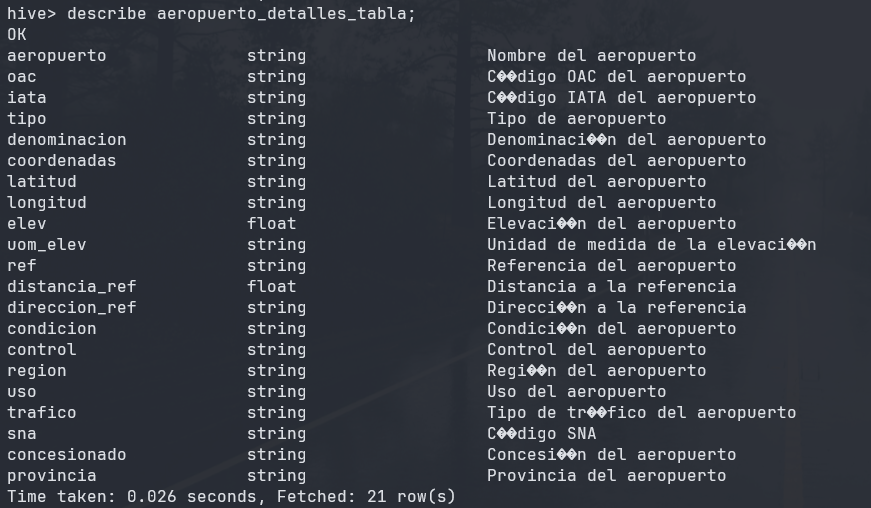 hive> describe aeropuerto_detalles_tabla;
OK
aeropuerto string Nombre del aeropuerto
oac string C��digo OAC del aeropuerto
iata string C��digo IATA del aeropuerto
tipo string Tipo de aeropuerto
denominacion string Denominaci��n del aeropuerto
coordenadas string Coordenadas del aeropuerto
latitud string Latitud del aeropuerto
longitud string Longitud del aeropuerto
elev float Elevaci��n del aeropuerto
uom_elev string Unidad de medida de la elevaci��n
ref string Referencia del aeropuerto
distancia_ref float Distancia a la referencia
direccion_ref string Direcci��n a la referencia
condicion string Condici��n del aeropuerto
control string Control del aeropuerto
region string Regi��n del aeropuerto
uso string Uso del aeropuerto
trafico string Tipo de tr��fico del aeropuerto
sna string C��digo SNA
concesionado string Concesi��n del aeropuerto
provincia string Provincia del aeropuerto
Time taken: 0.026 seconds, Fetched: 21 row(s)